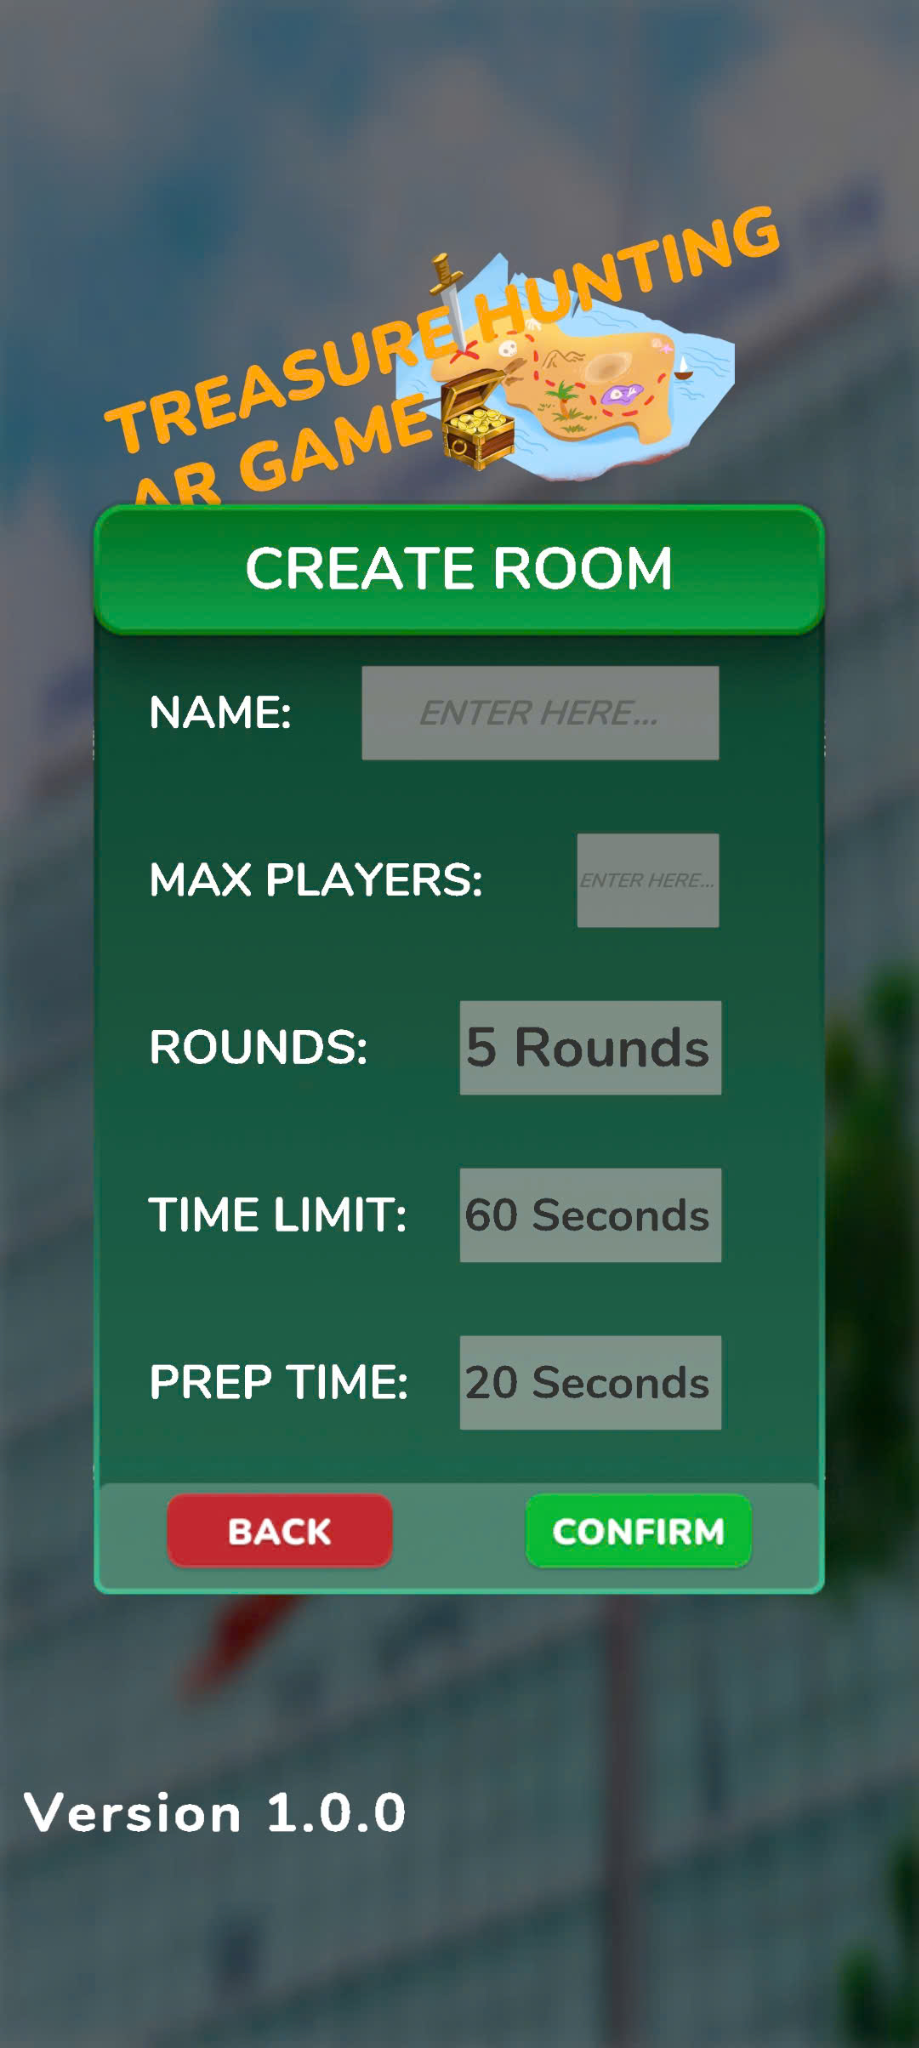 TREASURE HUNTING
AR GAME
CREATE ROOM
NAME:
ENTER HERE...
MAX PLAYERS:
ENTER HERE...
ROUNDS:
5 Rounds
TIME LIMIT:
60 Seconds
PREP TIME:
20 Seconds
BACK
CONFIRM
Version 1.0.0